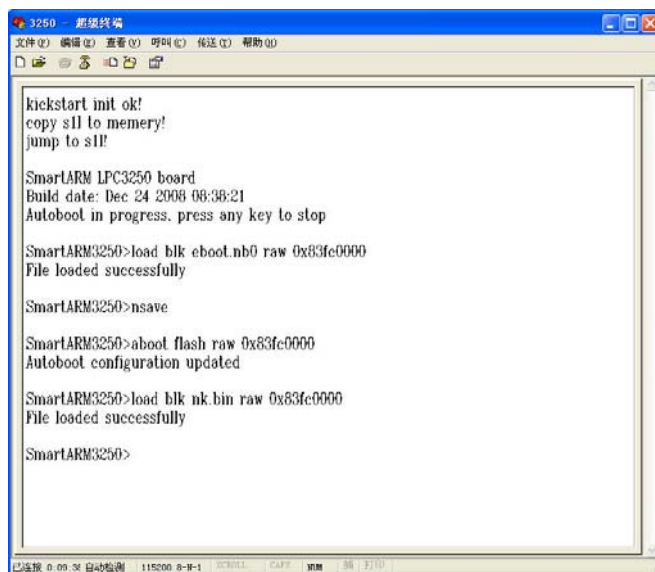 3250 - 超级终端
文件(F) 编辑(E) 查看(V) 呼叫(C) 传送(T) 帮助(H)
kickstart init ok!
copy s1l to memery!
jump to s1l!
SmartARM LPC3250 board
Build date: Dec 24 2008 08:38:21
Autoboot in progress, press any key to stop
SmartARM3250>load blk eboot.nb0 raw 0x83fc0000
File loaded successfully
SmartARM3250>nsave
SmartARM3250>aboot flash raw 0x83fc0000
Autoboot configuration updated
SmartARM3250>load blk nk.bin raw 0x83fc0000
File loaded successfully
SmartARM3250>
已连接 0:09:38 自动检测 115200 8-N-1 SCROLL CAPS NUM 捕 打印